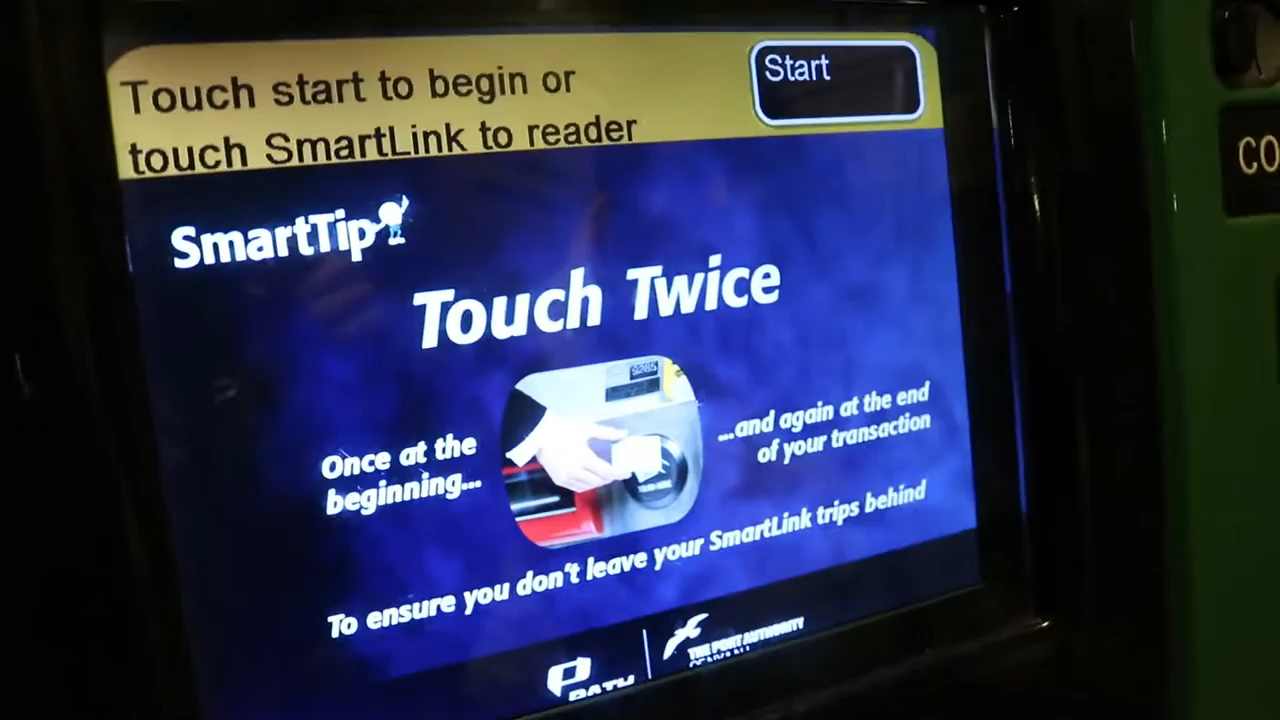 Touch start to begin or
touch SmartLink to reader
Start
CO
SmartTip
Touch Twice
9285
Once at the
beginning...
...and again at the end
of your transaction
To ensure you don't leave your SmartLink trips behind
PATH
THE PORT AUTHORITY